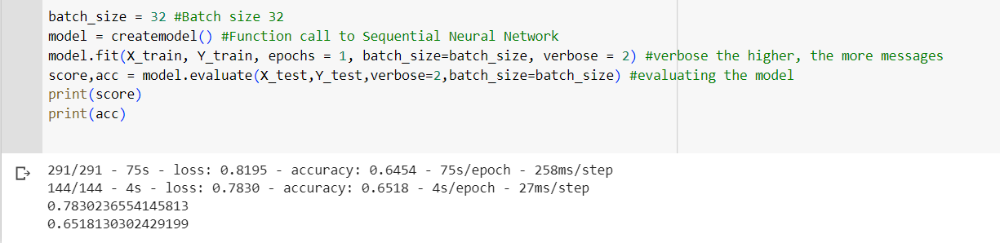 batch_size = 32 #Batch size 32
model = createmodel() #Function call to Sequential Neural Network
model.fit(X_train, Y_train, epochs = 1, batch_size=batch_size, verbose = 2) #verbose the higher, the more messages
score,acc = model.evaluate(X_test,Y_test,verbose=2,batch_size=batch_size) #evaluating the model
print(score)
print(acc)
291/291 - 75s - loss: 0.8195 - accuracy: 0.6454 - 75s/epoch - 258ms/step
144/144 - 4s - loss: 0.7830 - accuracy: 0.6518 - 4s/epoch - 27ms/step
0.7830236554145813
0.6518130302429199